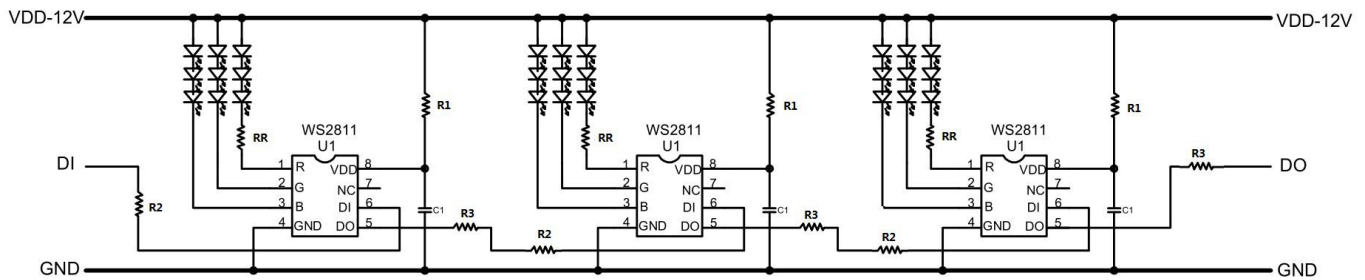 VDD-12V VDD-12V
R1 R1 R1
RR WS2811 RR WS2811 RR WS2811
U1 U1 U1
DI 1 R VDD 8 1 R VDD 8 1 R VDD 8 R3 DO
2 G NC 7 2 G NC 7 2 G NC 7
R2 3 B DI 6 C1 3 B DI 6 C1 3 B DI 6 C1
4 GND DO 5 R3 4 GND DO 5 R3 4 GND DO 5
R2 R2
GND GND